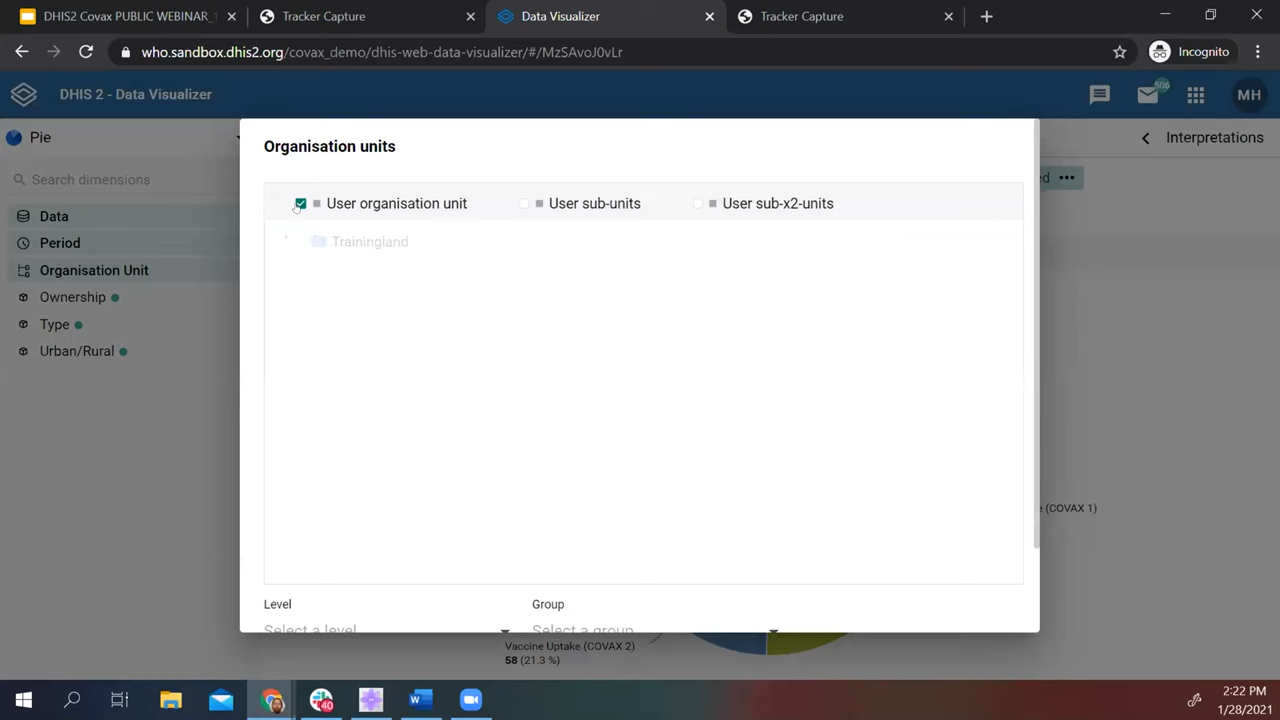 DHIS2 Covax PUBLIC WEBINAR_1
Tracker Capture
Data Visualizer
Tracker Capture
who.sandbox.dhis2.org/covax_demo/dhis-web-data-visualizer/#/MzSAvoJ0vLr
Incognito
DHIS 2 - Data Visualizer
506
MH
Pie
Interpretations
Search dimensions
Data
Period
Organisation Unit
Ownership
Type
Urban/Rural
Organisation units
User organisation unit
User sub-units
User sub-x2-units
Trainingland
Level
Group
Select a level
Select a group
(COVAX 1)
Vaccine Uptake (COVAX 2)
58 (21.3 %)
40
2:22 PM
1/28/2021